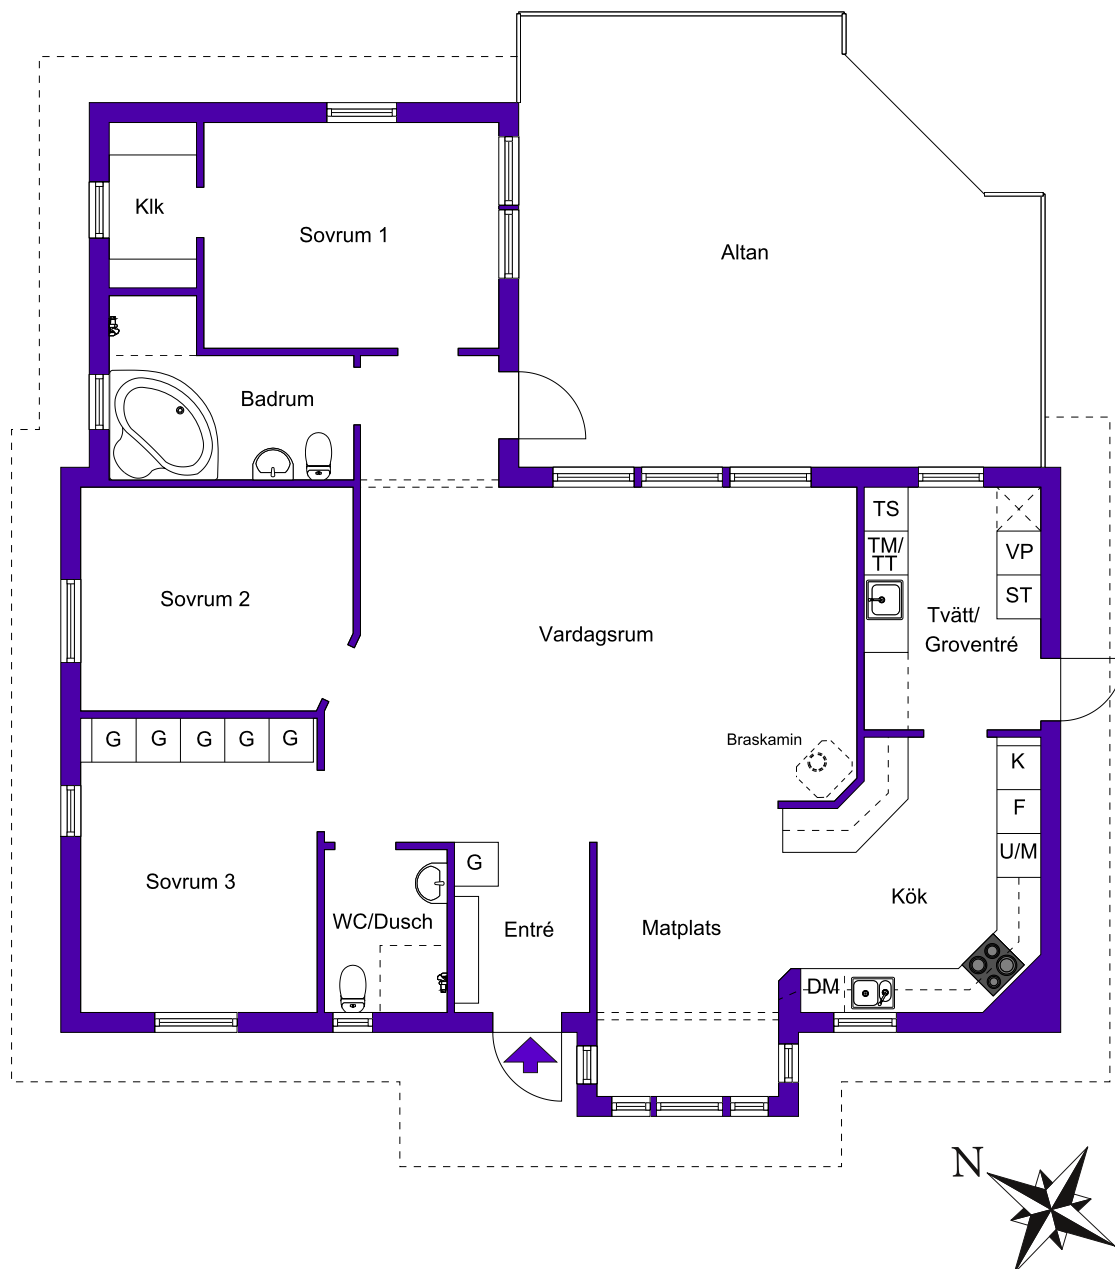 Klk
Sovrum 1
Altan
Badrum
Sovrum 2
Vardagsrum
TS
TM/
TT
VP
ST
Tvätt/
Groventré
Braskamin
G
G
G
G
G
K
F
U/M
Sovrum 3
G
WC/Dusch
Entré
Matplats
Kök
DM
N